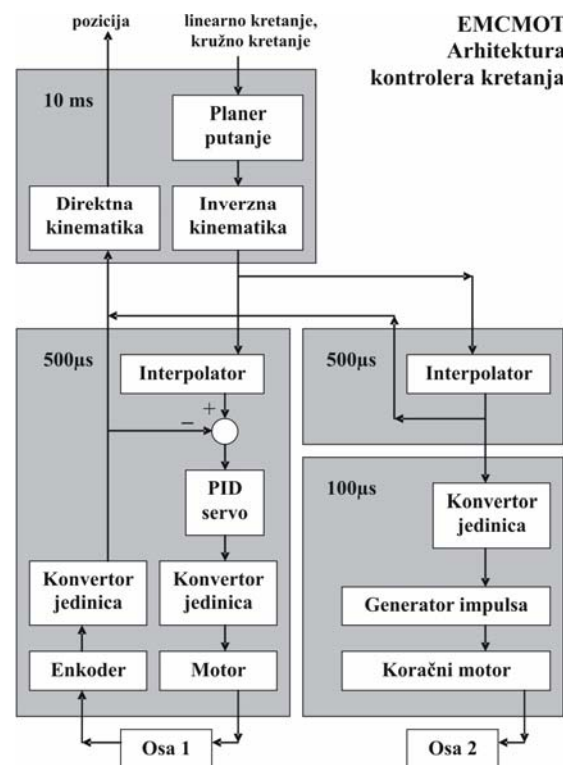 pozicija
linearno kretanje,
kružno kretanje
EMCMOT
Arhitektura
kontrolera kretanja
10 ms
Planer
putanje
Direktna
kinematika
Inverzna
kinematika
500µs
Interpolator
+
−
PID
servo
Konvertor
jedinica
Konvertor
jedinica
Enkoder
Motor
Osa 1
500µs
Interpolator
100µs
Konvertor
jedinica
Generator impulsa
Koračni motor
Osa 2